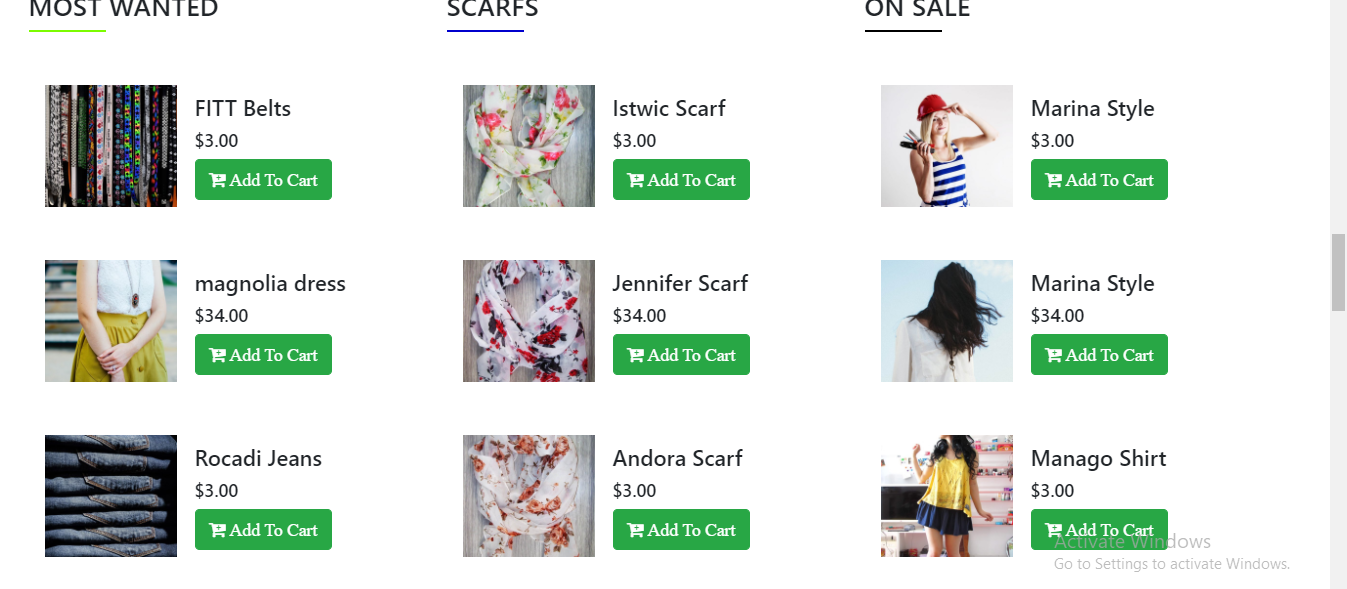 MOST WANTED
FITT Belts
$3.00
Add To Cart
magnolia dress
$34.00
Add To Cart
Rocadi Jeans
$3.00
Add To Cart
SCARFS
Istwic Scarf
$3.00
Add To Cart
Jennifer Scarf
$34.00
Add To Cart
Andora Scarf
$3.00
Add To Cart
ON SALE
Marina Style
$3.00
Add To Cart
Marina Style
$34.00
Add To Cart
Manago Shirt
$3.00
Add To Cart
Activate Windows
Go to Settings to activate Windows.